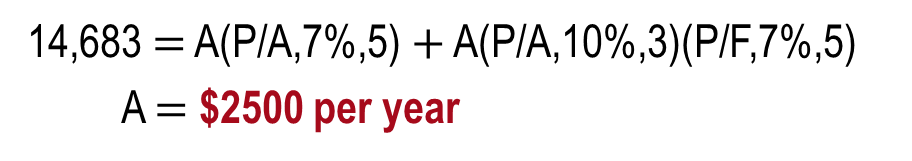 14,683 = A(P/A,7%,5) + A(P/A,10%,3)(P/F,7%,5)
A = $2500 per year